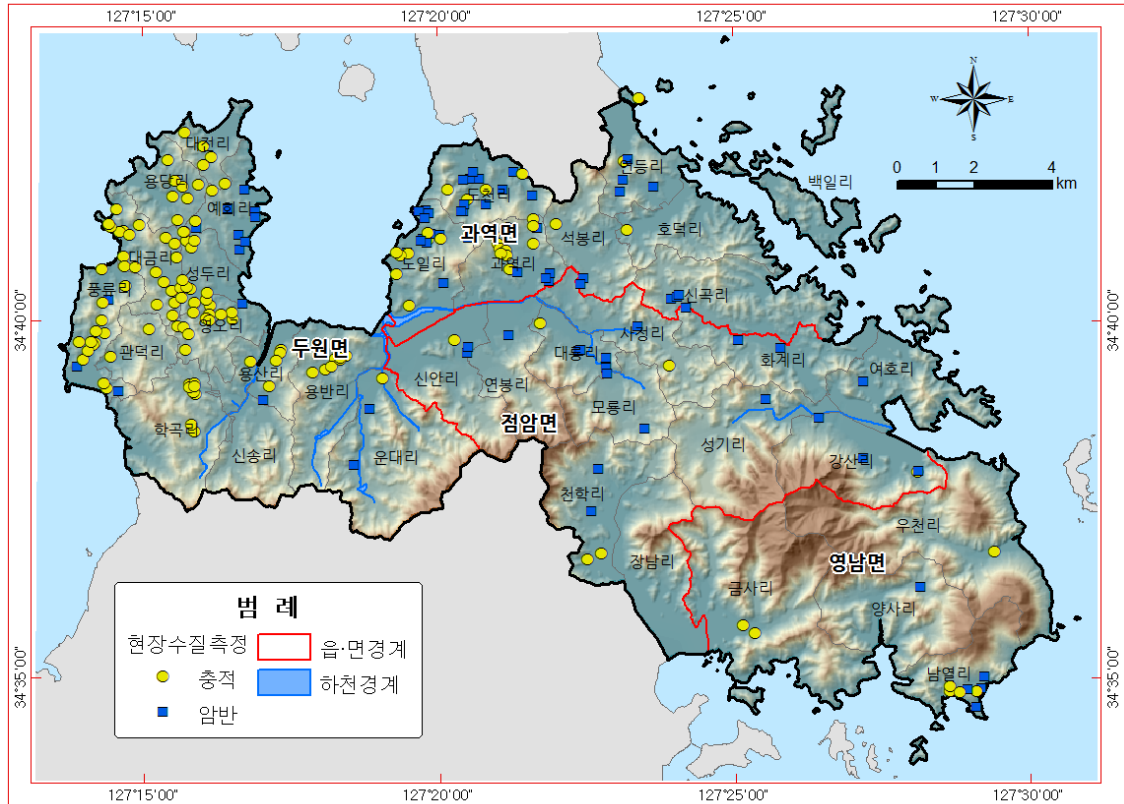 127°15'00"
127°20'00"
127°25'00"
127°30'00"
N
W
E
S
0 1 2 4
km
34°40'00"
34°35'00"
34°40'00"
34°35'00"
대전리
용당리
예회리
대금리
성두리
풍류리
영오리
관덕리
용산리
학곡리
신송리
두원면
용반리
운대리
도천리
과역면
도일리
과역리
석봉리
연등리
호덕리
백일리
신곡리
사정리
대룡리
신안리
연봉리
점암면
모룡리
화계리
여호리
성기리
강산리
천학리
장남리
우천리
영남면
금사리
양사리
남열리
범 례
현장수질측정
충적
암반
읍·면경계
하천경계
127°15'00"
127°20'00"
127°25'00"
127°30'00"